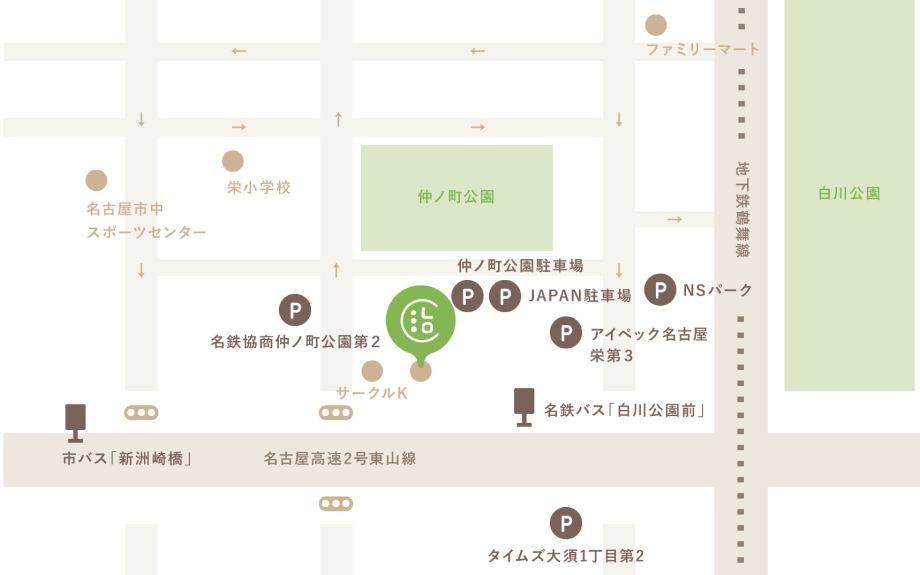 ファミリーマート
地下鉄鶴舞線
白川公園
栄小学校
仲ノ町公園
名古屋市中
スポーツセンター
仲ノ町公園駐車場
P
P
JAPAN駐車場
P
NSパーク
P
名鉄協商仲ノ町公園第2
P
アイペック名古屋
栄第3
サークルK
名鉄バス「白川公園前」
市バス「新洲崎橋」
名古屋高速2号東山線
P
タイムズ大須1丁目第2